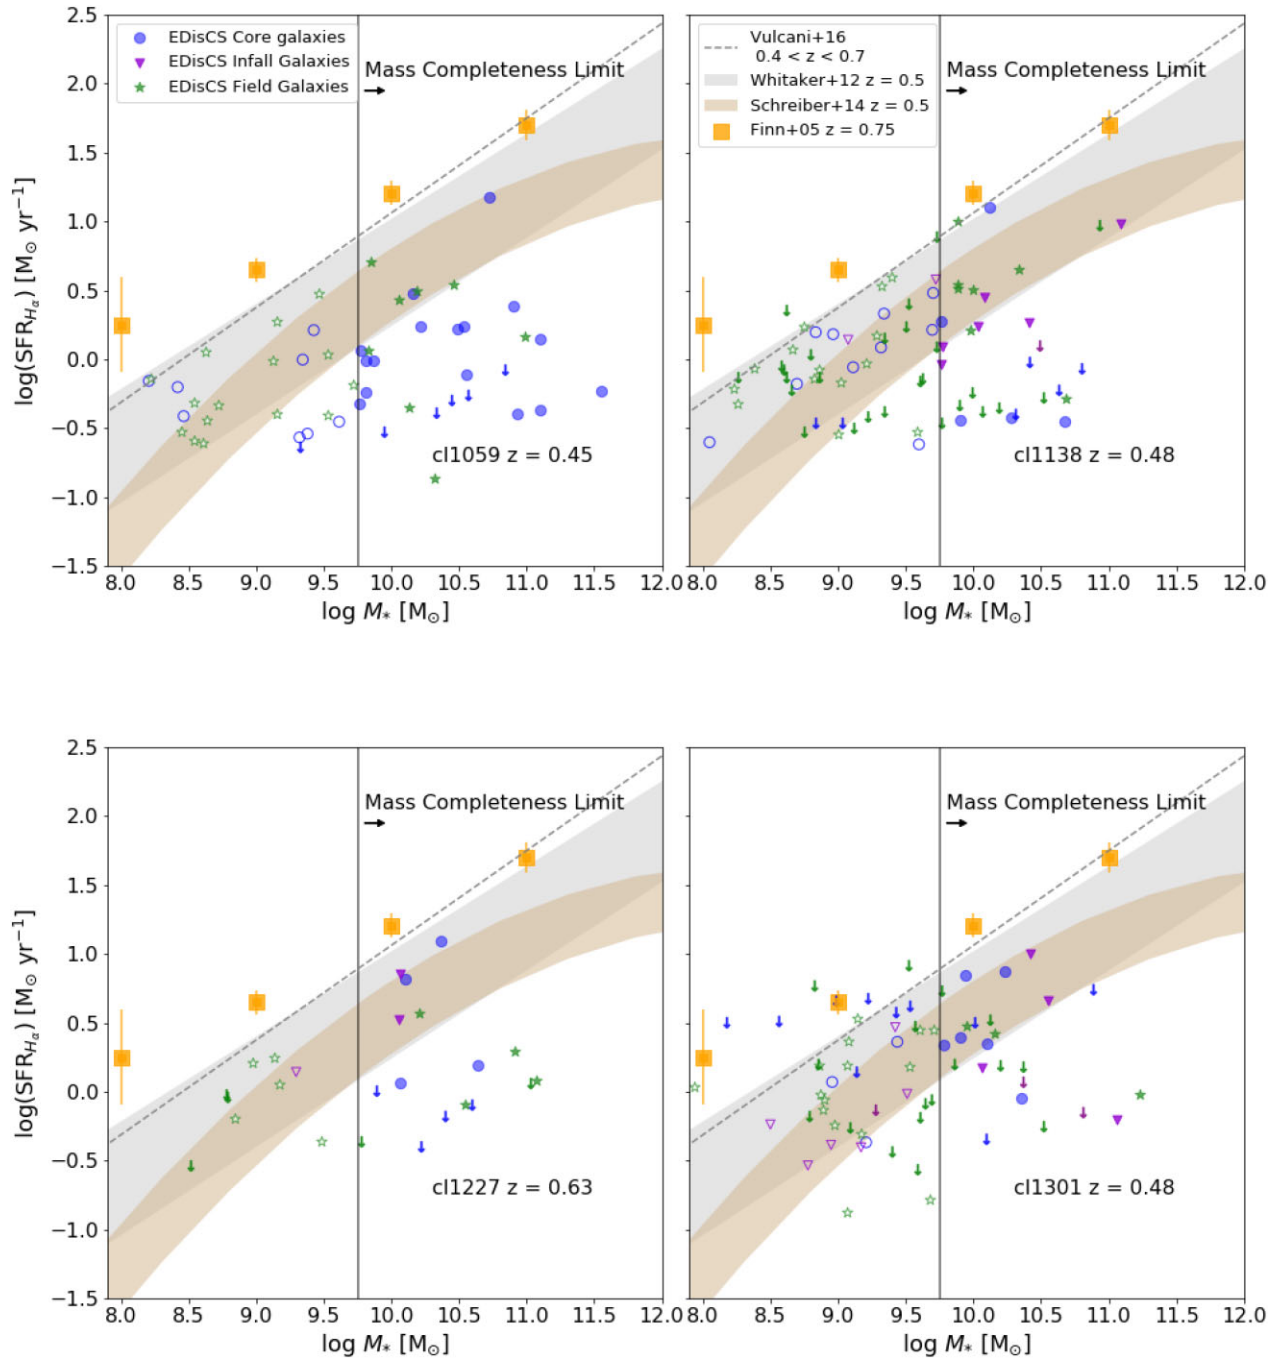 EDisCS Core galaxies
EDisCS Infall Galaxies
EDisCS Field Galaxies
Mass Completeness Limit
cl1059 z = 0.45
2.5
2.0
1.5
1.0
0.5
0.0
−0.5
−1.0
−1.5
log(SFR_{Hα}) [M⊙ yr⁻¹]
8.0 8.5 9.0 9.5 10.0 10.5 11.0 11.5 12.0
log M* [M⊙]
Vulcani+16
0.4 < z < 0.7
Whitaker+12 z = 0.5
Schreiber+14 z = 0.5
Finn+05 z = 0.75
Mass Completeness Limit
cl1138 z = 0.48
8.0 8.5 9.0 9.5 10.0 10.5 11.0 11.5 12.0
log M* [M⊙]
Mass Completeness Limit
cl1227 z = 0.63
2.5
2.0
1.5
1.0
0.5
0.0
−0.5
−1.0
−1.5
log(SFR_{Hα}) [M⊙ yr⁻¹]
8.0 8.5 9.0 9.5 10.0 10.5 11.0 11.5 12.0
log M* [M⊙]
Mass Completeness Limit
cl1301 z = 0.48
8.0 8.5 9.0 9.5 10.0 10.5 11.0 11.5 12.0
log M* [M⊙]